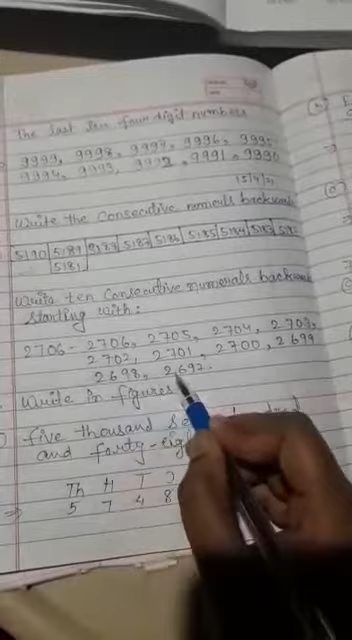 The last ten four digit numbers
9999, 9998, 9997, 9996, 9995
9994, 9993, 9992, 9991, 9990
Write the Consecutive numerals backward
5190 5189 5188 5187 5186 5185 5184 5183 5182
5181
Write ten Consecutive numerals backward
starting with:
2706 - 2706, 2705, 2704, 2703,
2702, 2701, 2700, 2699
2698, 2697.
Write in figures
five thousand
and forty-eigh
Th H T O
5 7 4 8